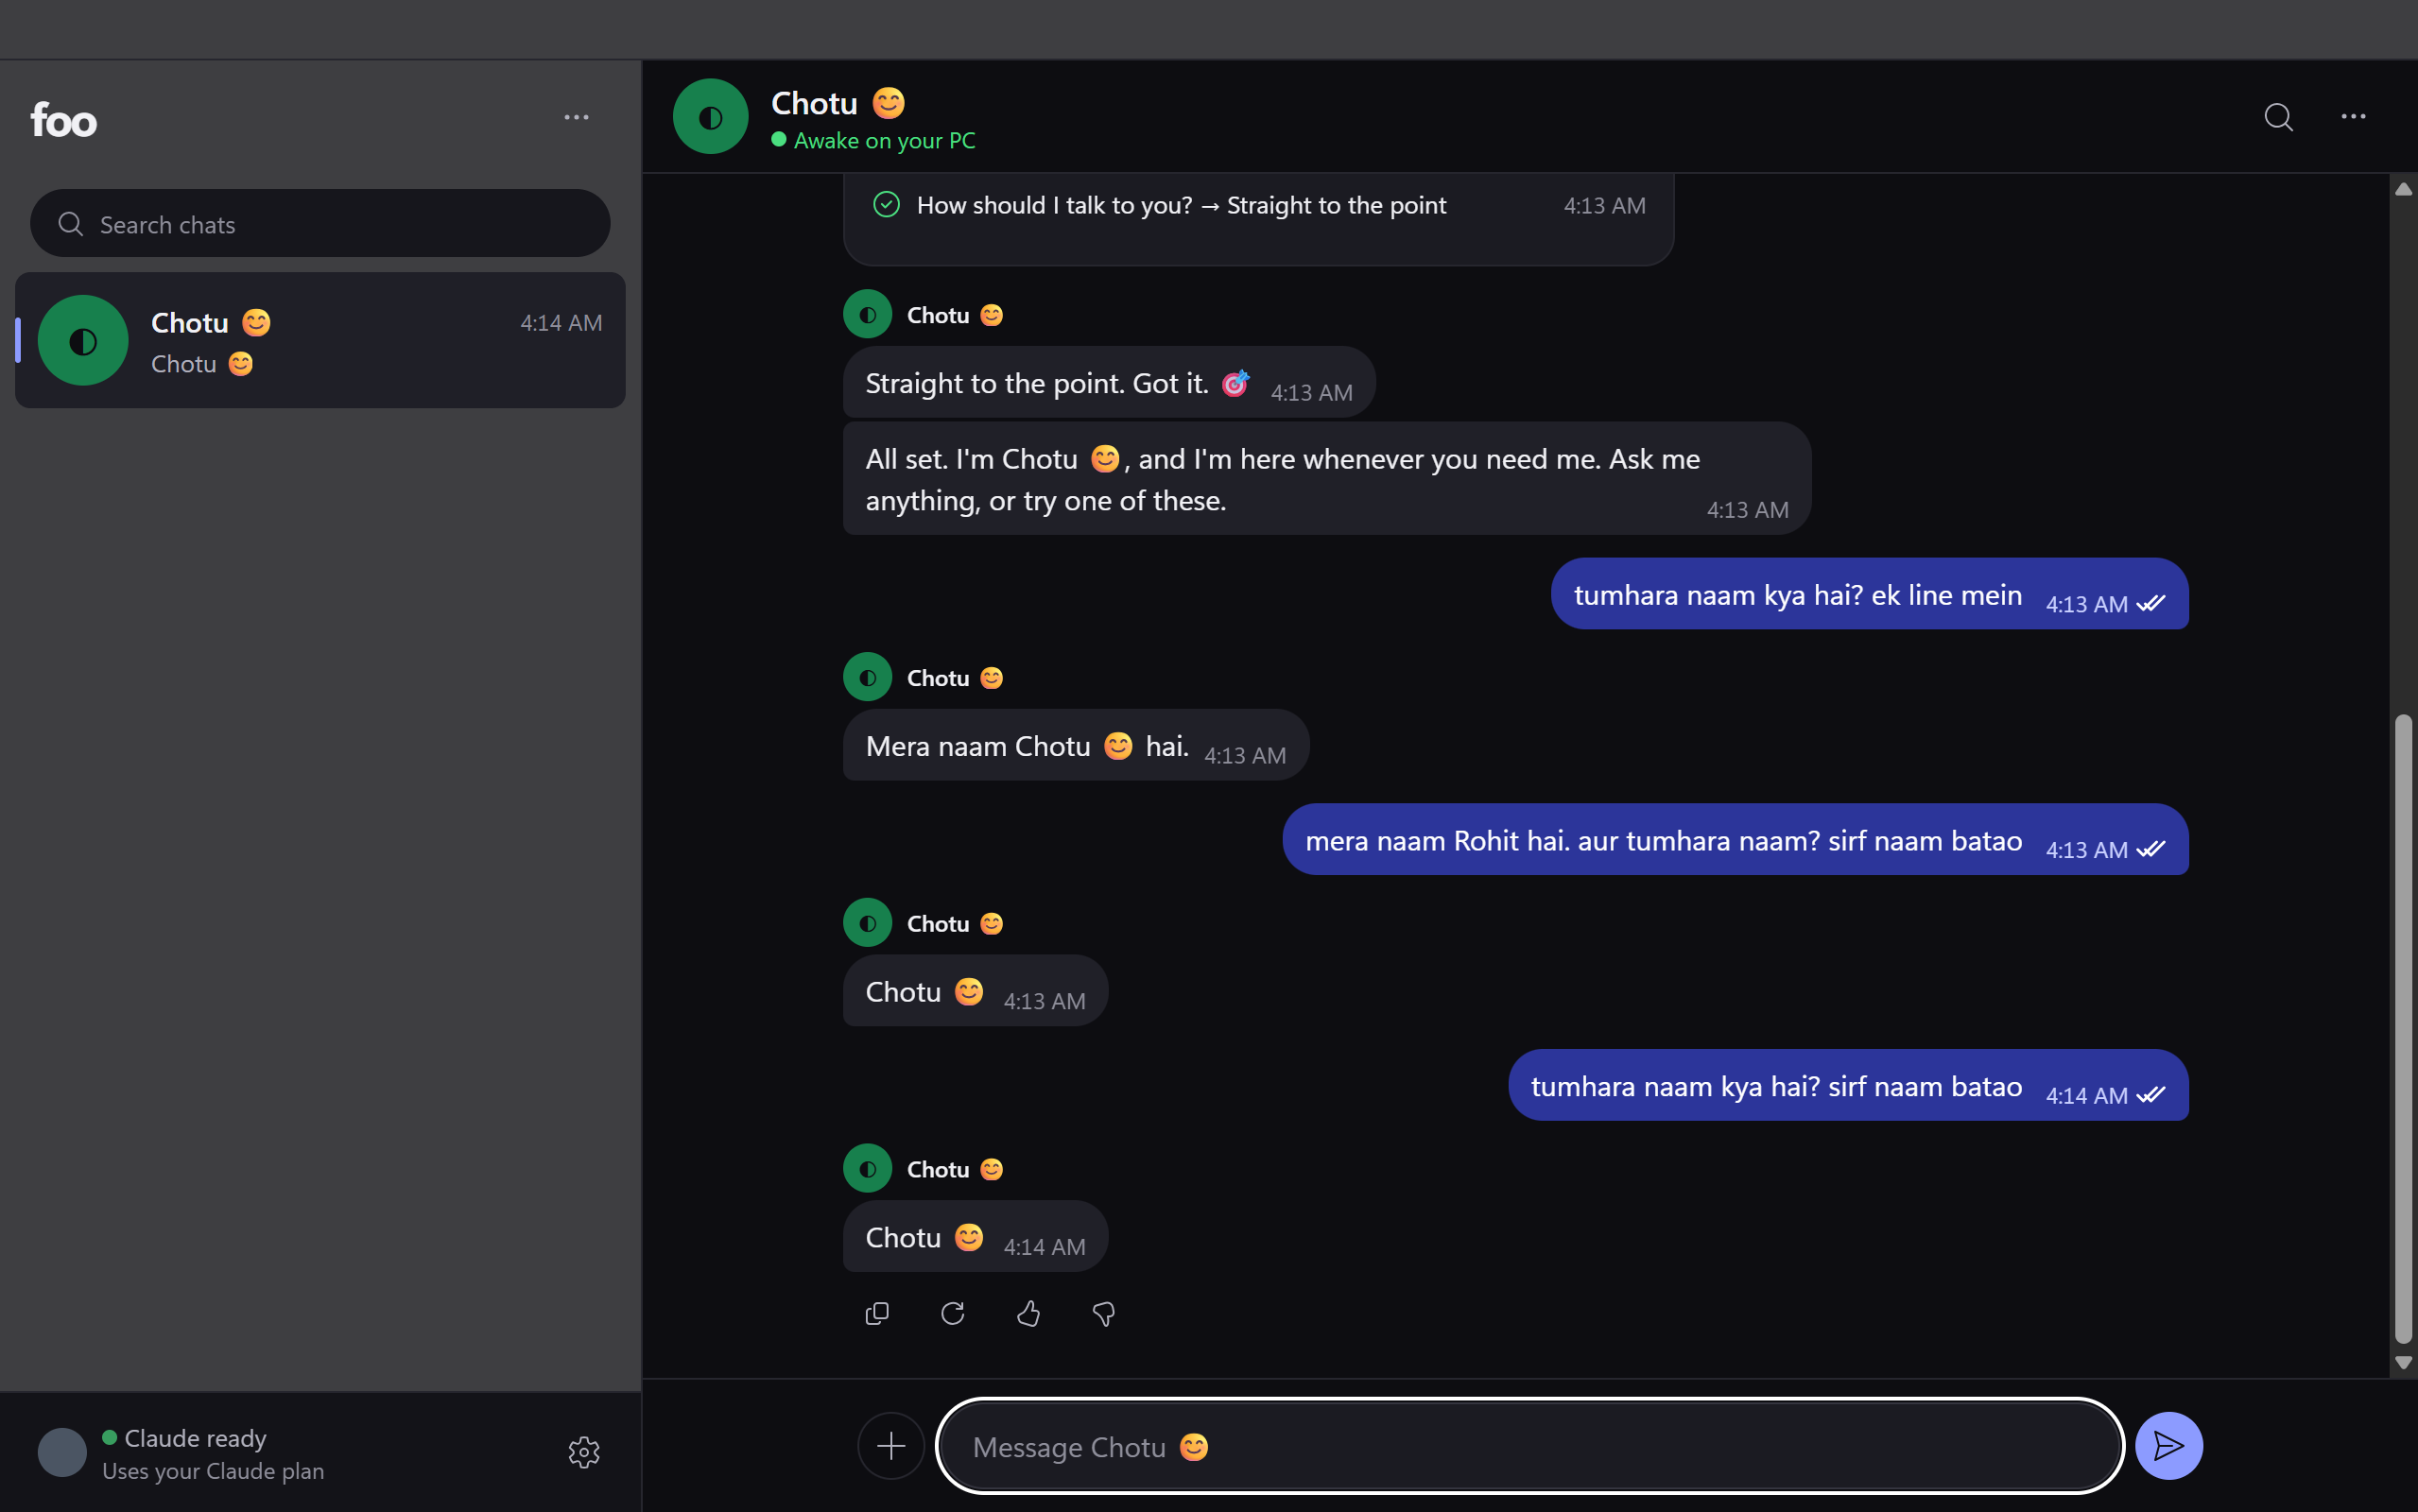 foo
Search chats
Chotu 😊 4:14 AM
Chotu 😊
Claude ready
Uses your Claude plan
Chotu 😊
Awake on your PC
How should I talk to you? → Straight to the point 4:13 AM
Chotu 😊
Straight to the point. Got it. 🎯 4:13 AM
All set. I'm Chotu 😊, and I'm here whenever you need me. Ask me
anything, or try one of these. 4:13 AM
tumhara naam kya hai? ek line mein 4:13 AM
Chotu 😊
Mera naam Chotu 😊 hai. 4:13 AM
mera naam Rohit hai. aur tumhara naam? sirf naam batao 4:13 AM
Chotu 😊
Chotu 😊 4:13 AM
tumhara naam kya hai? sirf naam batao 4:14 AM
Chotu 😊
Chotu 😊 4:14 AM
Message Chotu 😊